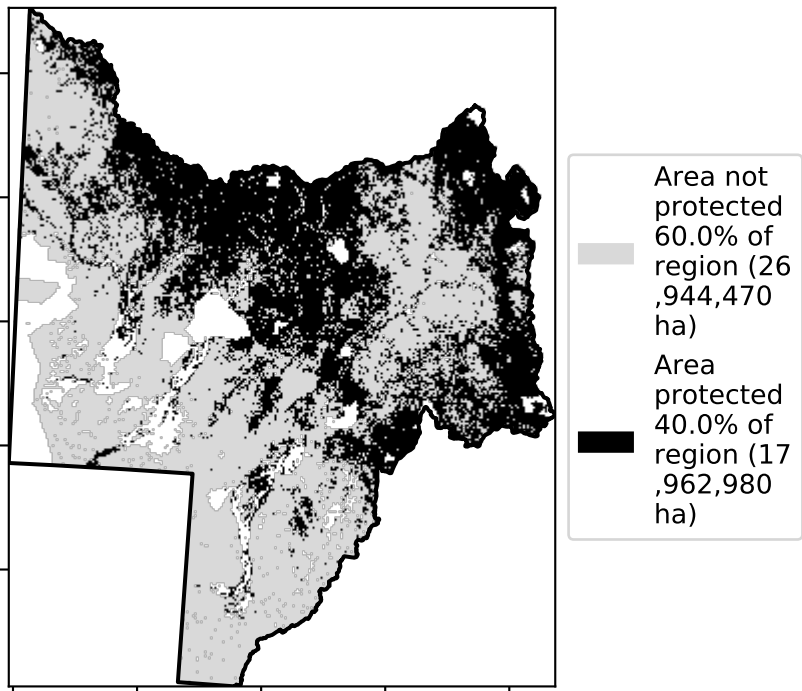 Area not
protected
60.0% of
region (26
,944,470
ha)
Area
protected
40.0% of
region (17
,962,980
ha)